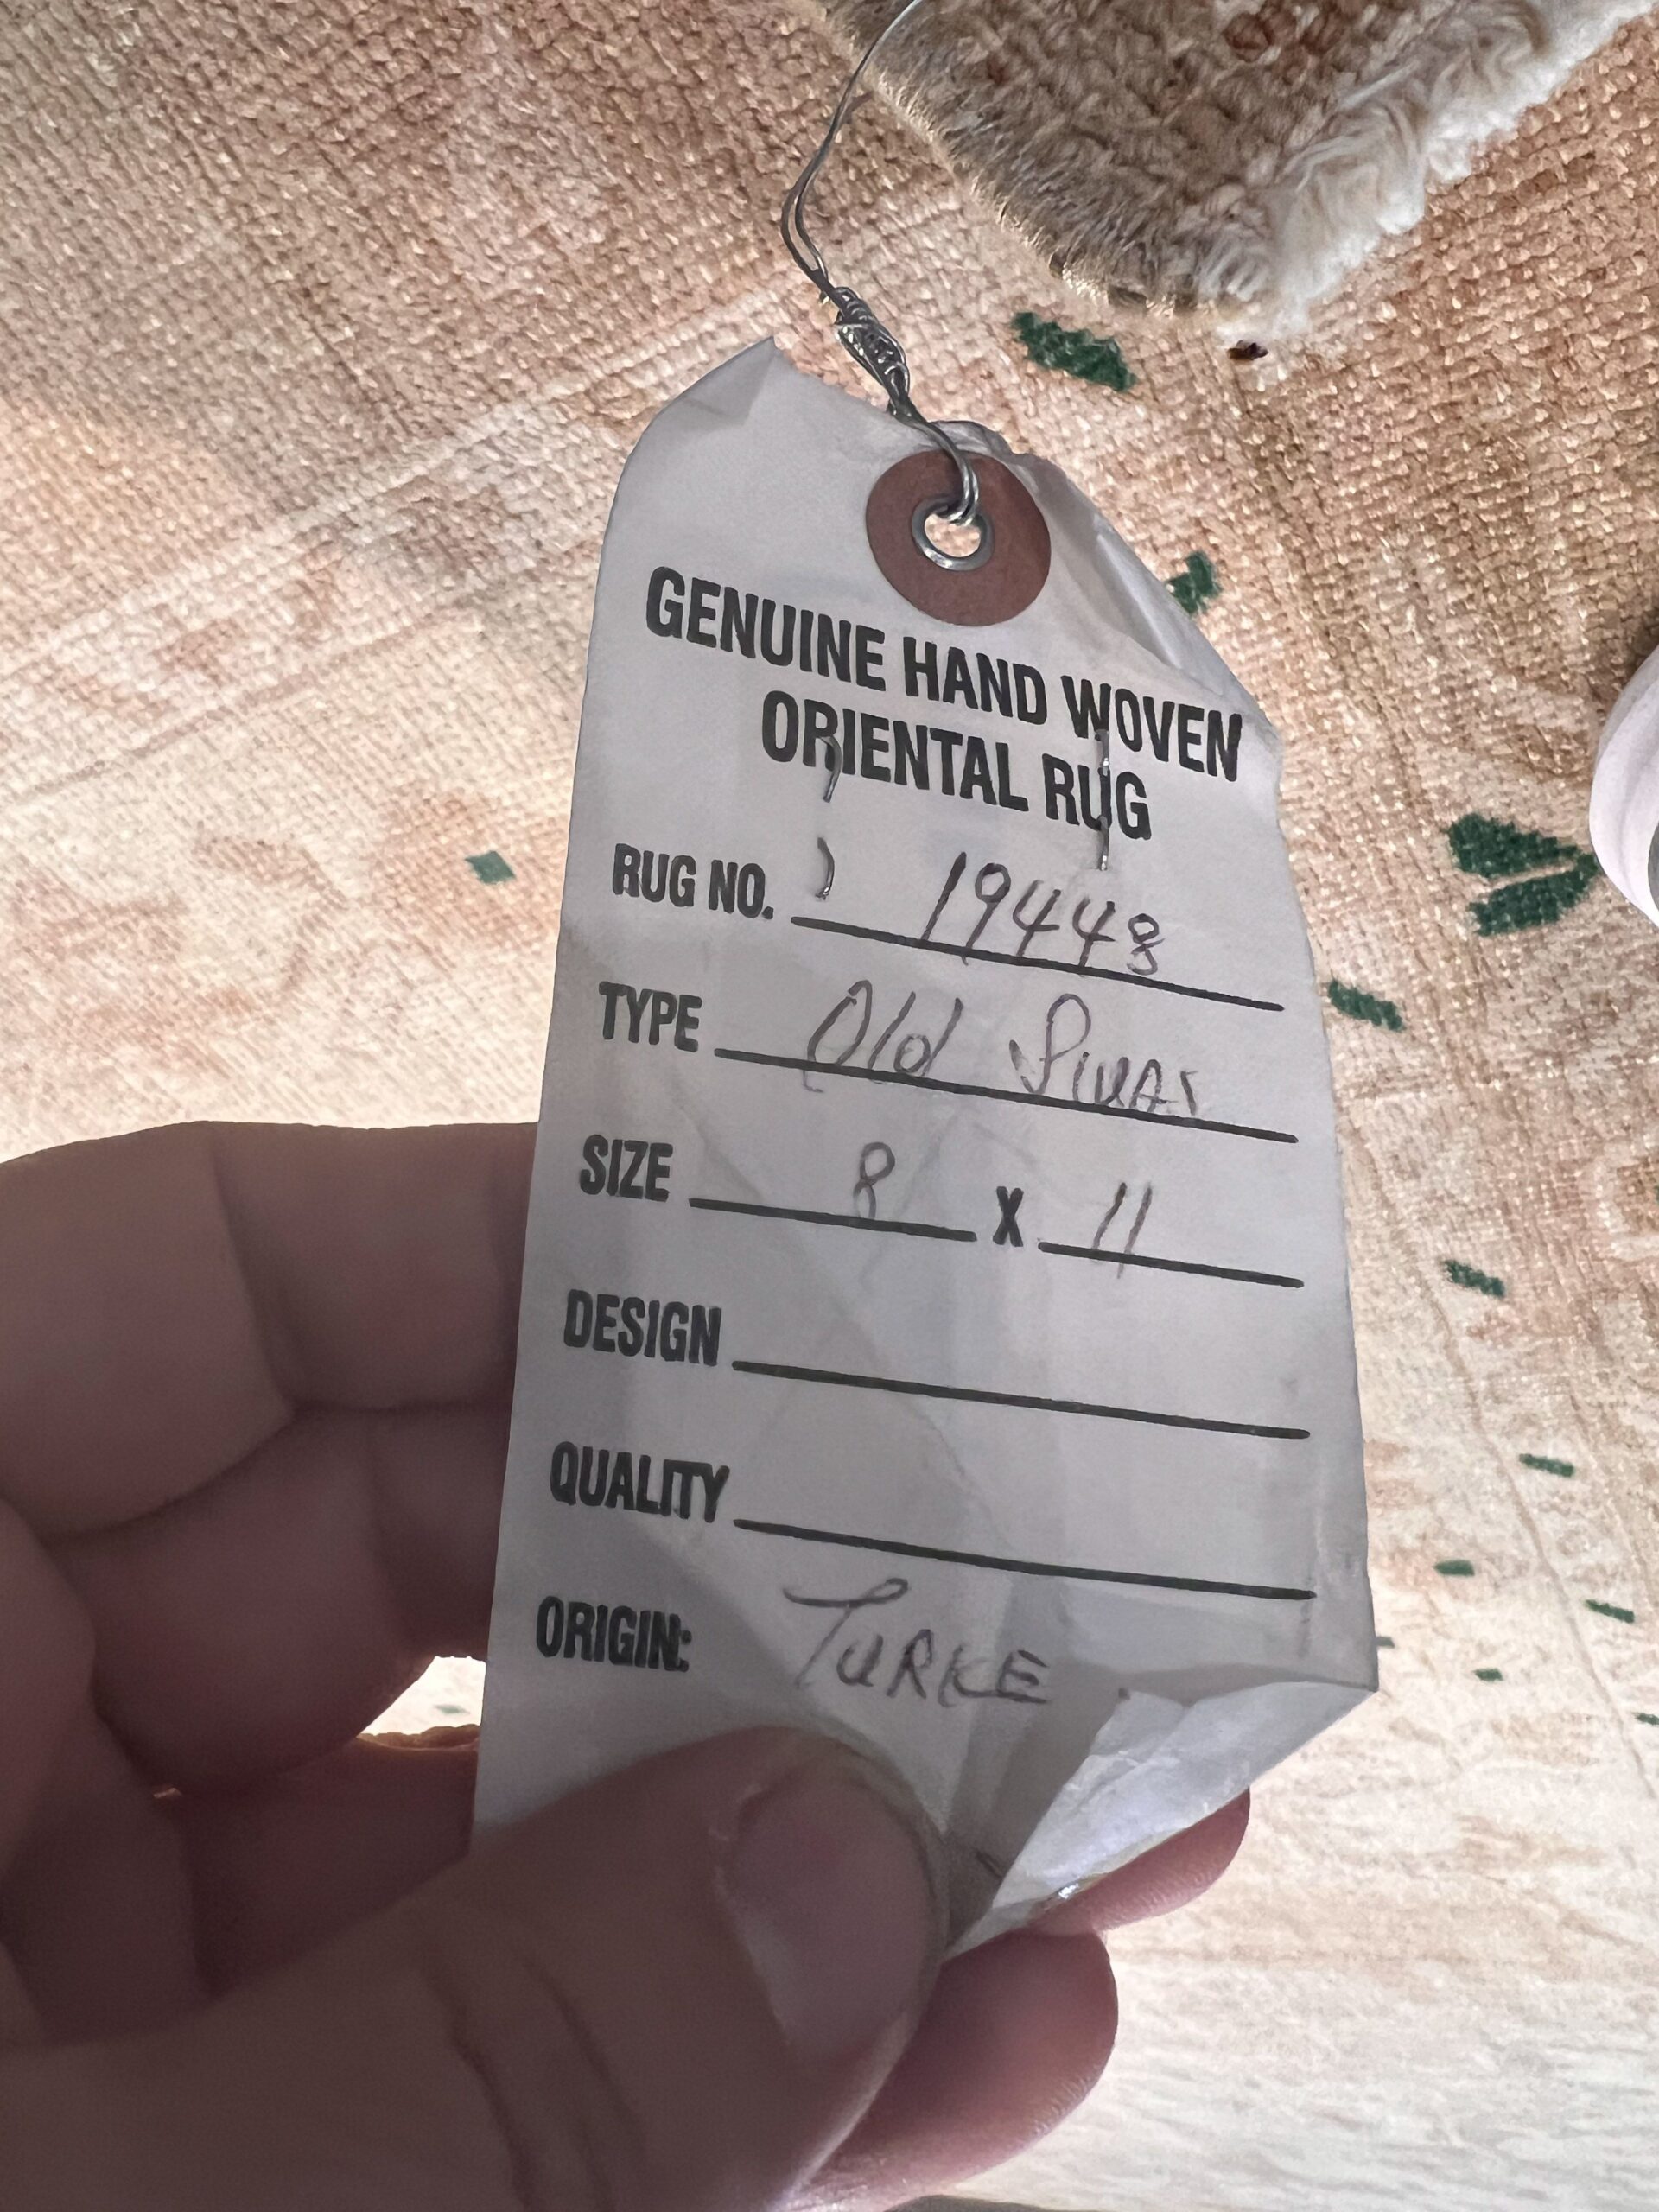 GENUINE HAND WOVEN
ORIENTAL RUG
RUG NO. 19448
TYPE Old Sivas
SIZE 8 X 11
DESIGN
QUALITY
ORIGIN: TURKE